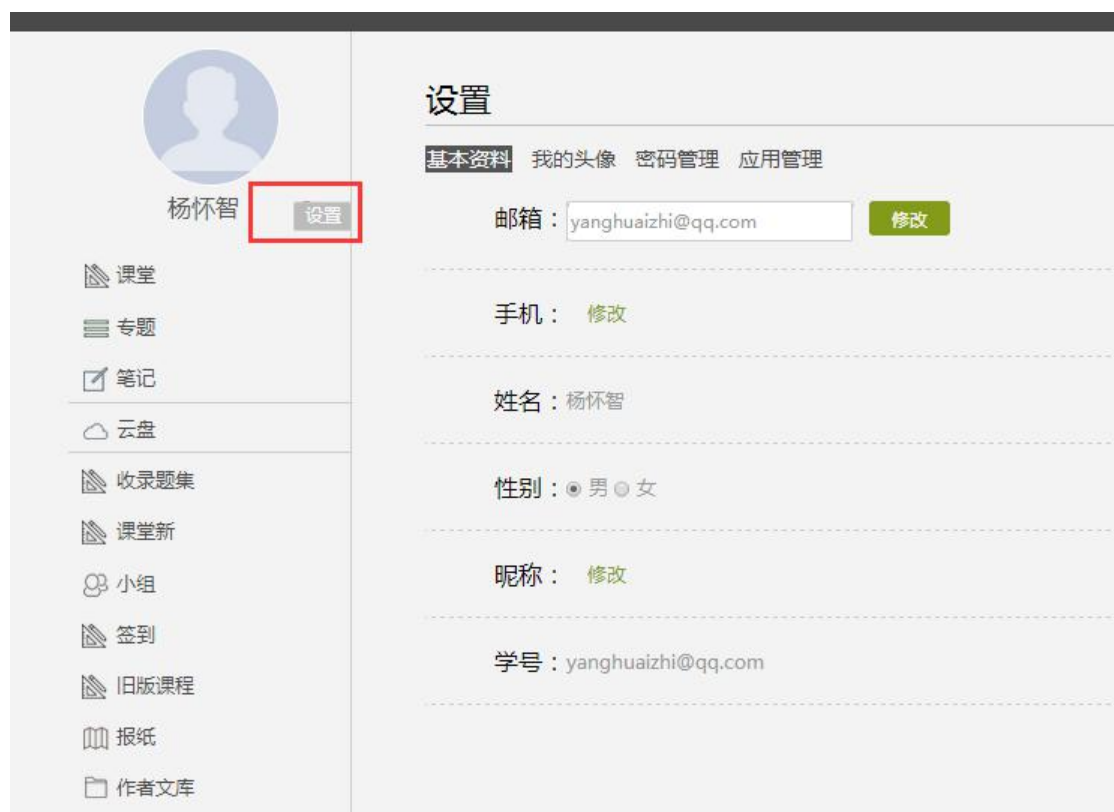 杨怀智
设置
课堂
专题
笔记
云盘
收录题集
课堂新
小组
签到
旧版课程
报纸
作者文库
设置
基本资料 我的头像 密码管理 应用管理
邮箱：yanghuaizhi@qq.com 修改
手机： 修改
姓名：杨怀智
性别：男 女
昵称： 修改
学号：yanghuaizhi@qq.com